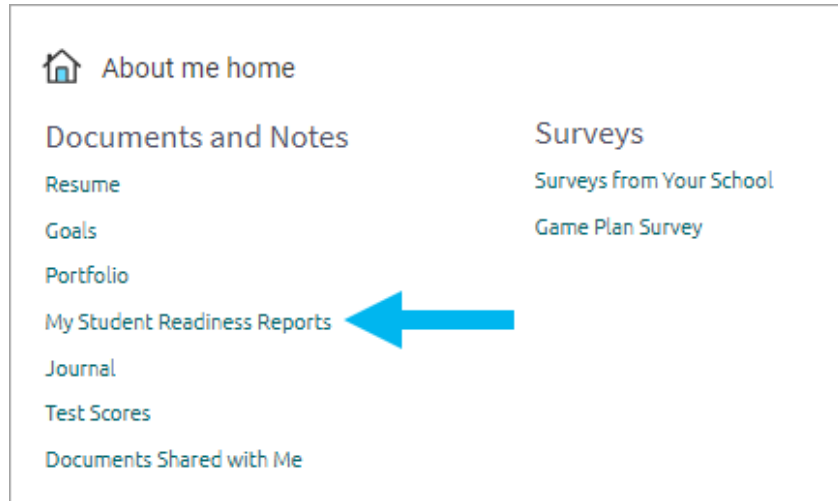 About me home
Documents and Notes
Resume
Goals
Portfolio
My Student Readiness Reports
Journal
Test Scores
Documents Shared with Me
Surveys
Surveys from Your School
Game Plan Survey